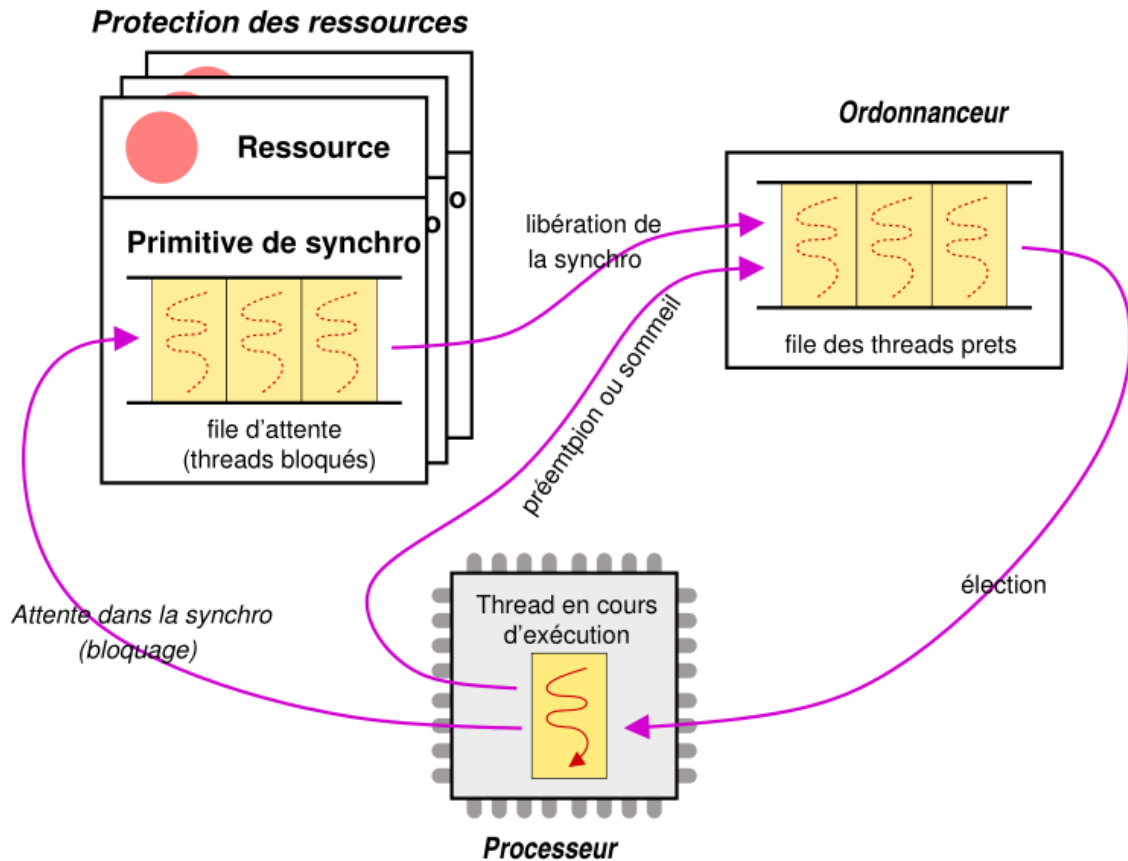 Protection des ressources
Ressource
Primitive de synchro
o
o
file d'attente
(threads bloqués)
Ordonnanceur
file des threads prets
libération de
la synchro
préemtpion ou sommeil
élection
Attente dans la synchro
(bloquage)
Thread en cours
d'exécution
Processeur